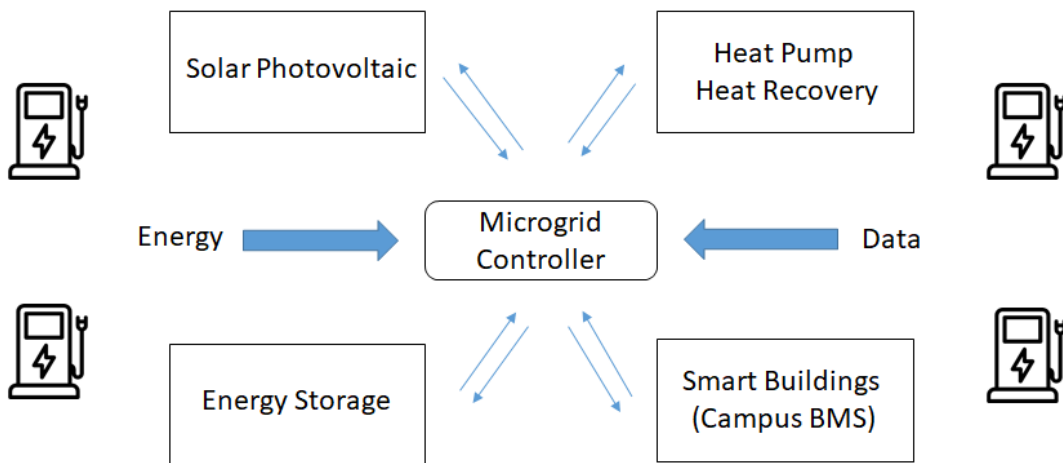 Solar Photovoltaic
Heat Pump
Heat Recovery
Energy
Microgrid
Controller
Data
Energy Storage
Smart Buildings
(Campus BMS)